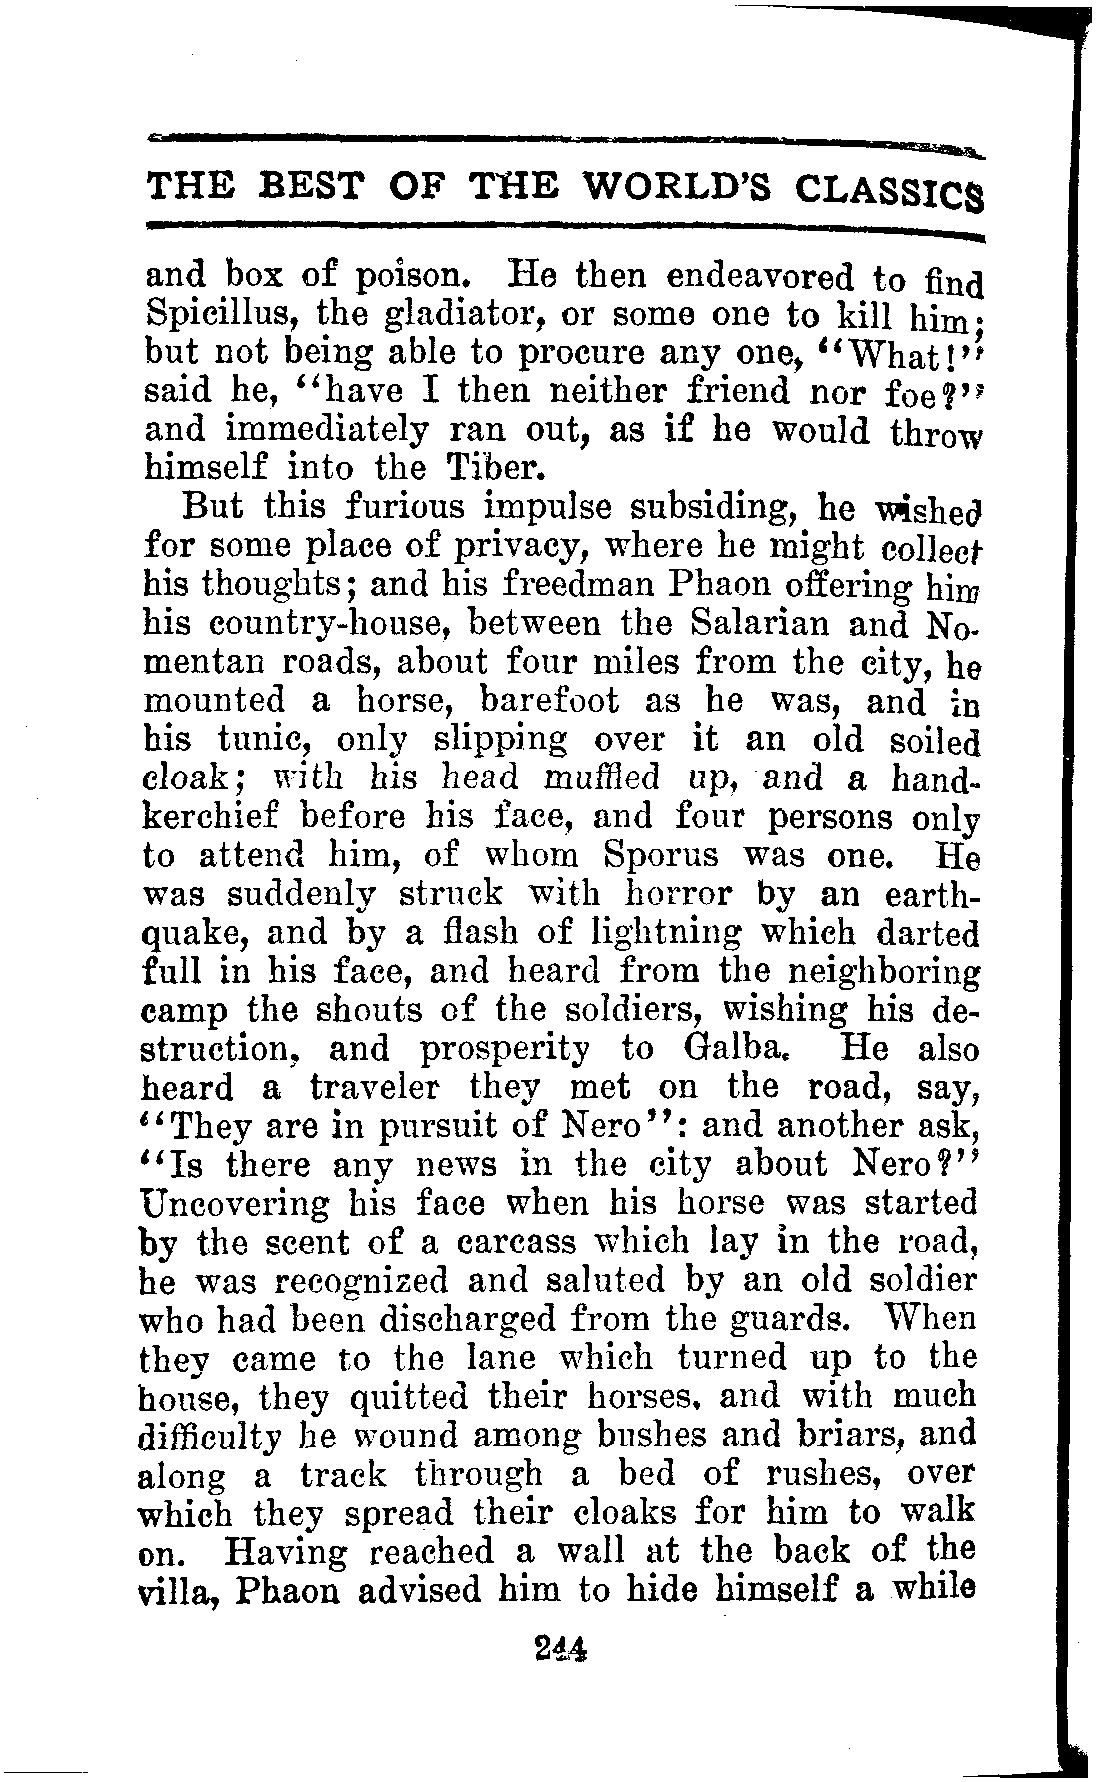 THE BEST OF THE WORLD'S CLASSICS
and box of poison. He then endeavored to find
Spicillus, the gladiator, or some one to kill him;
but not being able to procure any one, "What!"
said he, "have I then neither friend nor foe?"
and immediately ran out, as if he would throw
himself into the Tiber.
But this furious impulse subsiding, he wished
for some place of privacy, where he might collect
his thoughts; and his freedman Phaon offering him
his country-house, between the Salarian and No-
mentan roads, about four miles from the city, he
mounted a horse, barefoot as he was, and in
his tunic, only slipping over it an old soiled
cloak; with his head muffled up, and a hand-
kerchief before his face, and four persons only
to attend him, of whom Sporus was one. He
was suddenly struck with horror by an earth-
quake, and by a flash of lightning which darted
full in his face, and heard from the neighboring
camp the shouts of the soldiers, wishing his de-
struction, and prosperity to Galba. He also
heard a traveler they met on the road, say,
"They are in pursuit of Nero": and another ask,
"Is there any news in the city about Nero?"
Uncovering his face when his horse was started
by the scent of a carcass which lay in the road,
he was recognized and saluted by an old soldier
who had been discharged from the guards. When
they came to the lane which turned up to the
house, they quitted their horses, and with much
difficulty he wound among bushes and briars, and
along a track through a bed of rushes, over
which they spread their cloaks for him to walk
on. Having reached a wall at the back of the
villa, Phaon advised him to hide himself a while
244